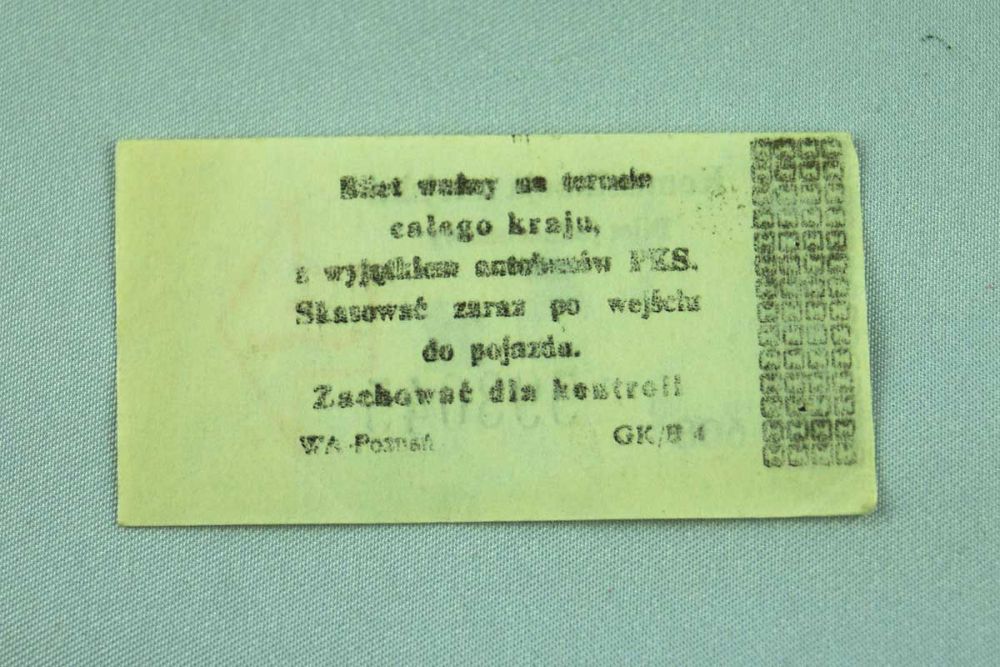 Bilet ważny na terenie
całego kraju,
z wyjątkiem autobusów PKS.
Skasować zaraz po wejściu
do pojazdu.
Zachować dla kontroli
WA-Poznań GK/B 4